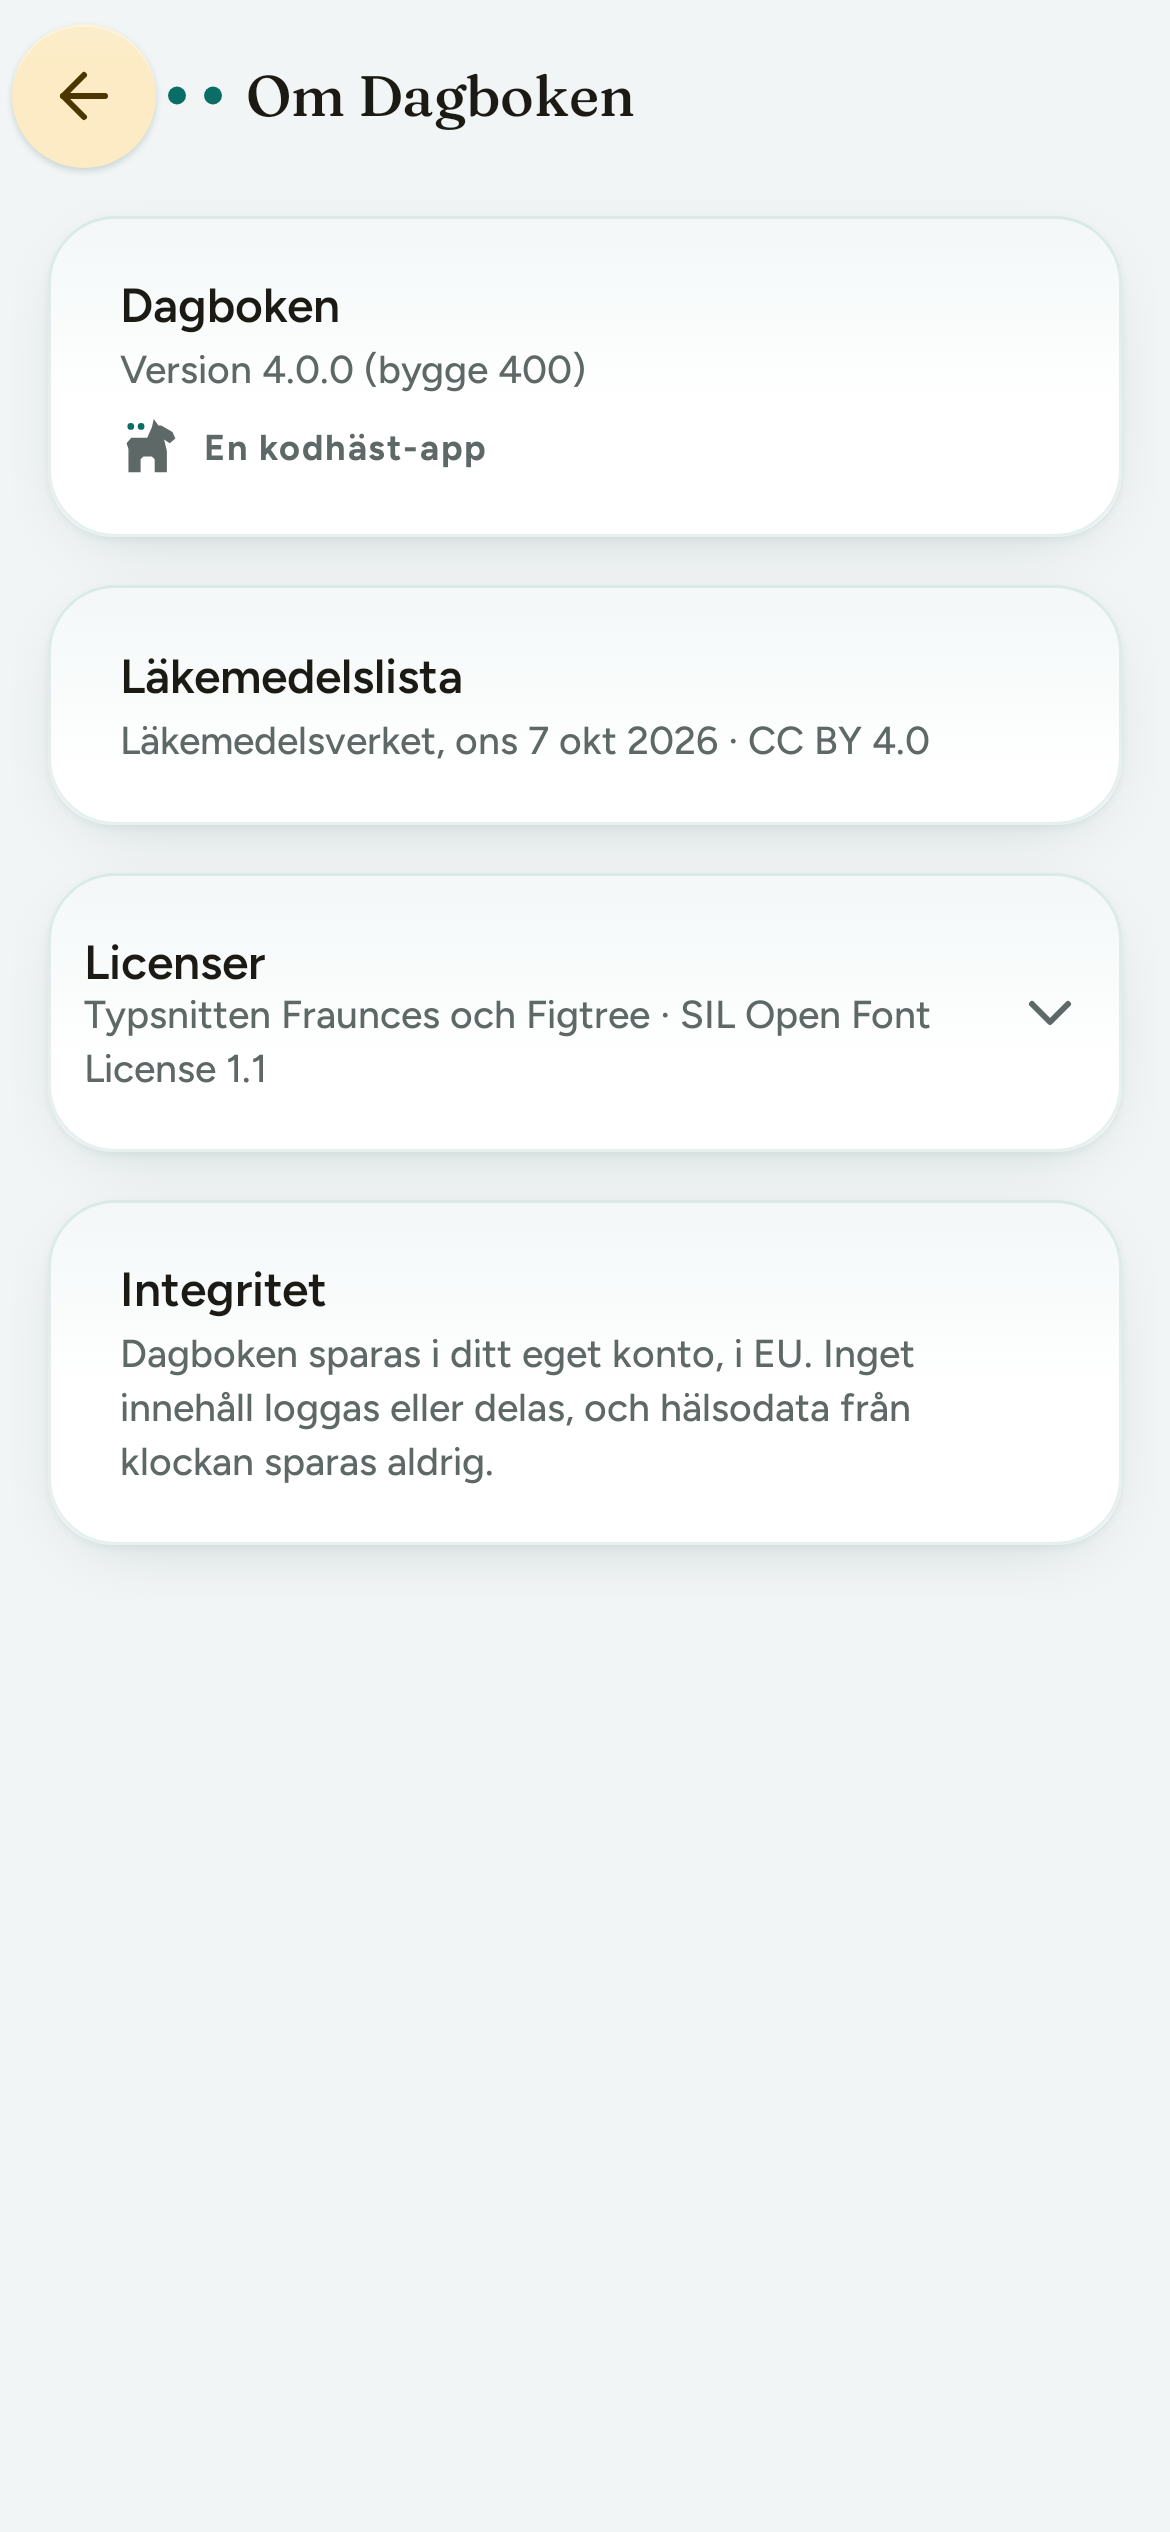 Om Dagboken
Dagboken
Version 4.0.0 (bygge 400)
En kodhäst-app
Läkemedelslista
Läkemedelsverket, ons 7 okt 2026 · CC BY 4.0
Licenser
Typsnitten Fraunces och Figtree · SIL Open Font
License 1.1
Integritet
Dagboken sparas i ditt eget konto, i EU. Inget
innehåll loggas eller delas, och hälsodata från
klockan sparas aldrig.